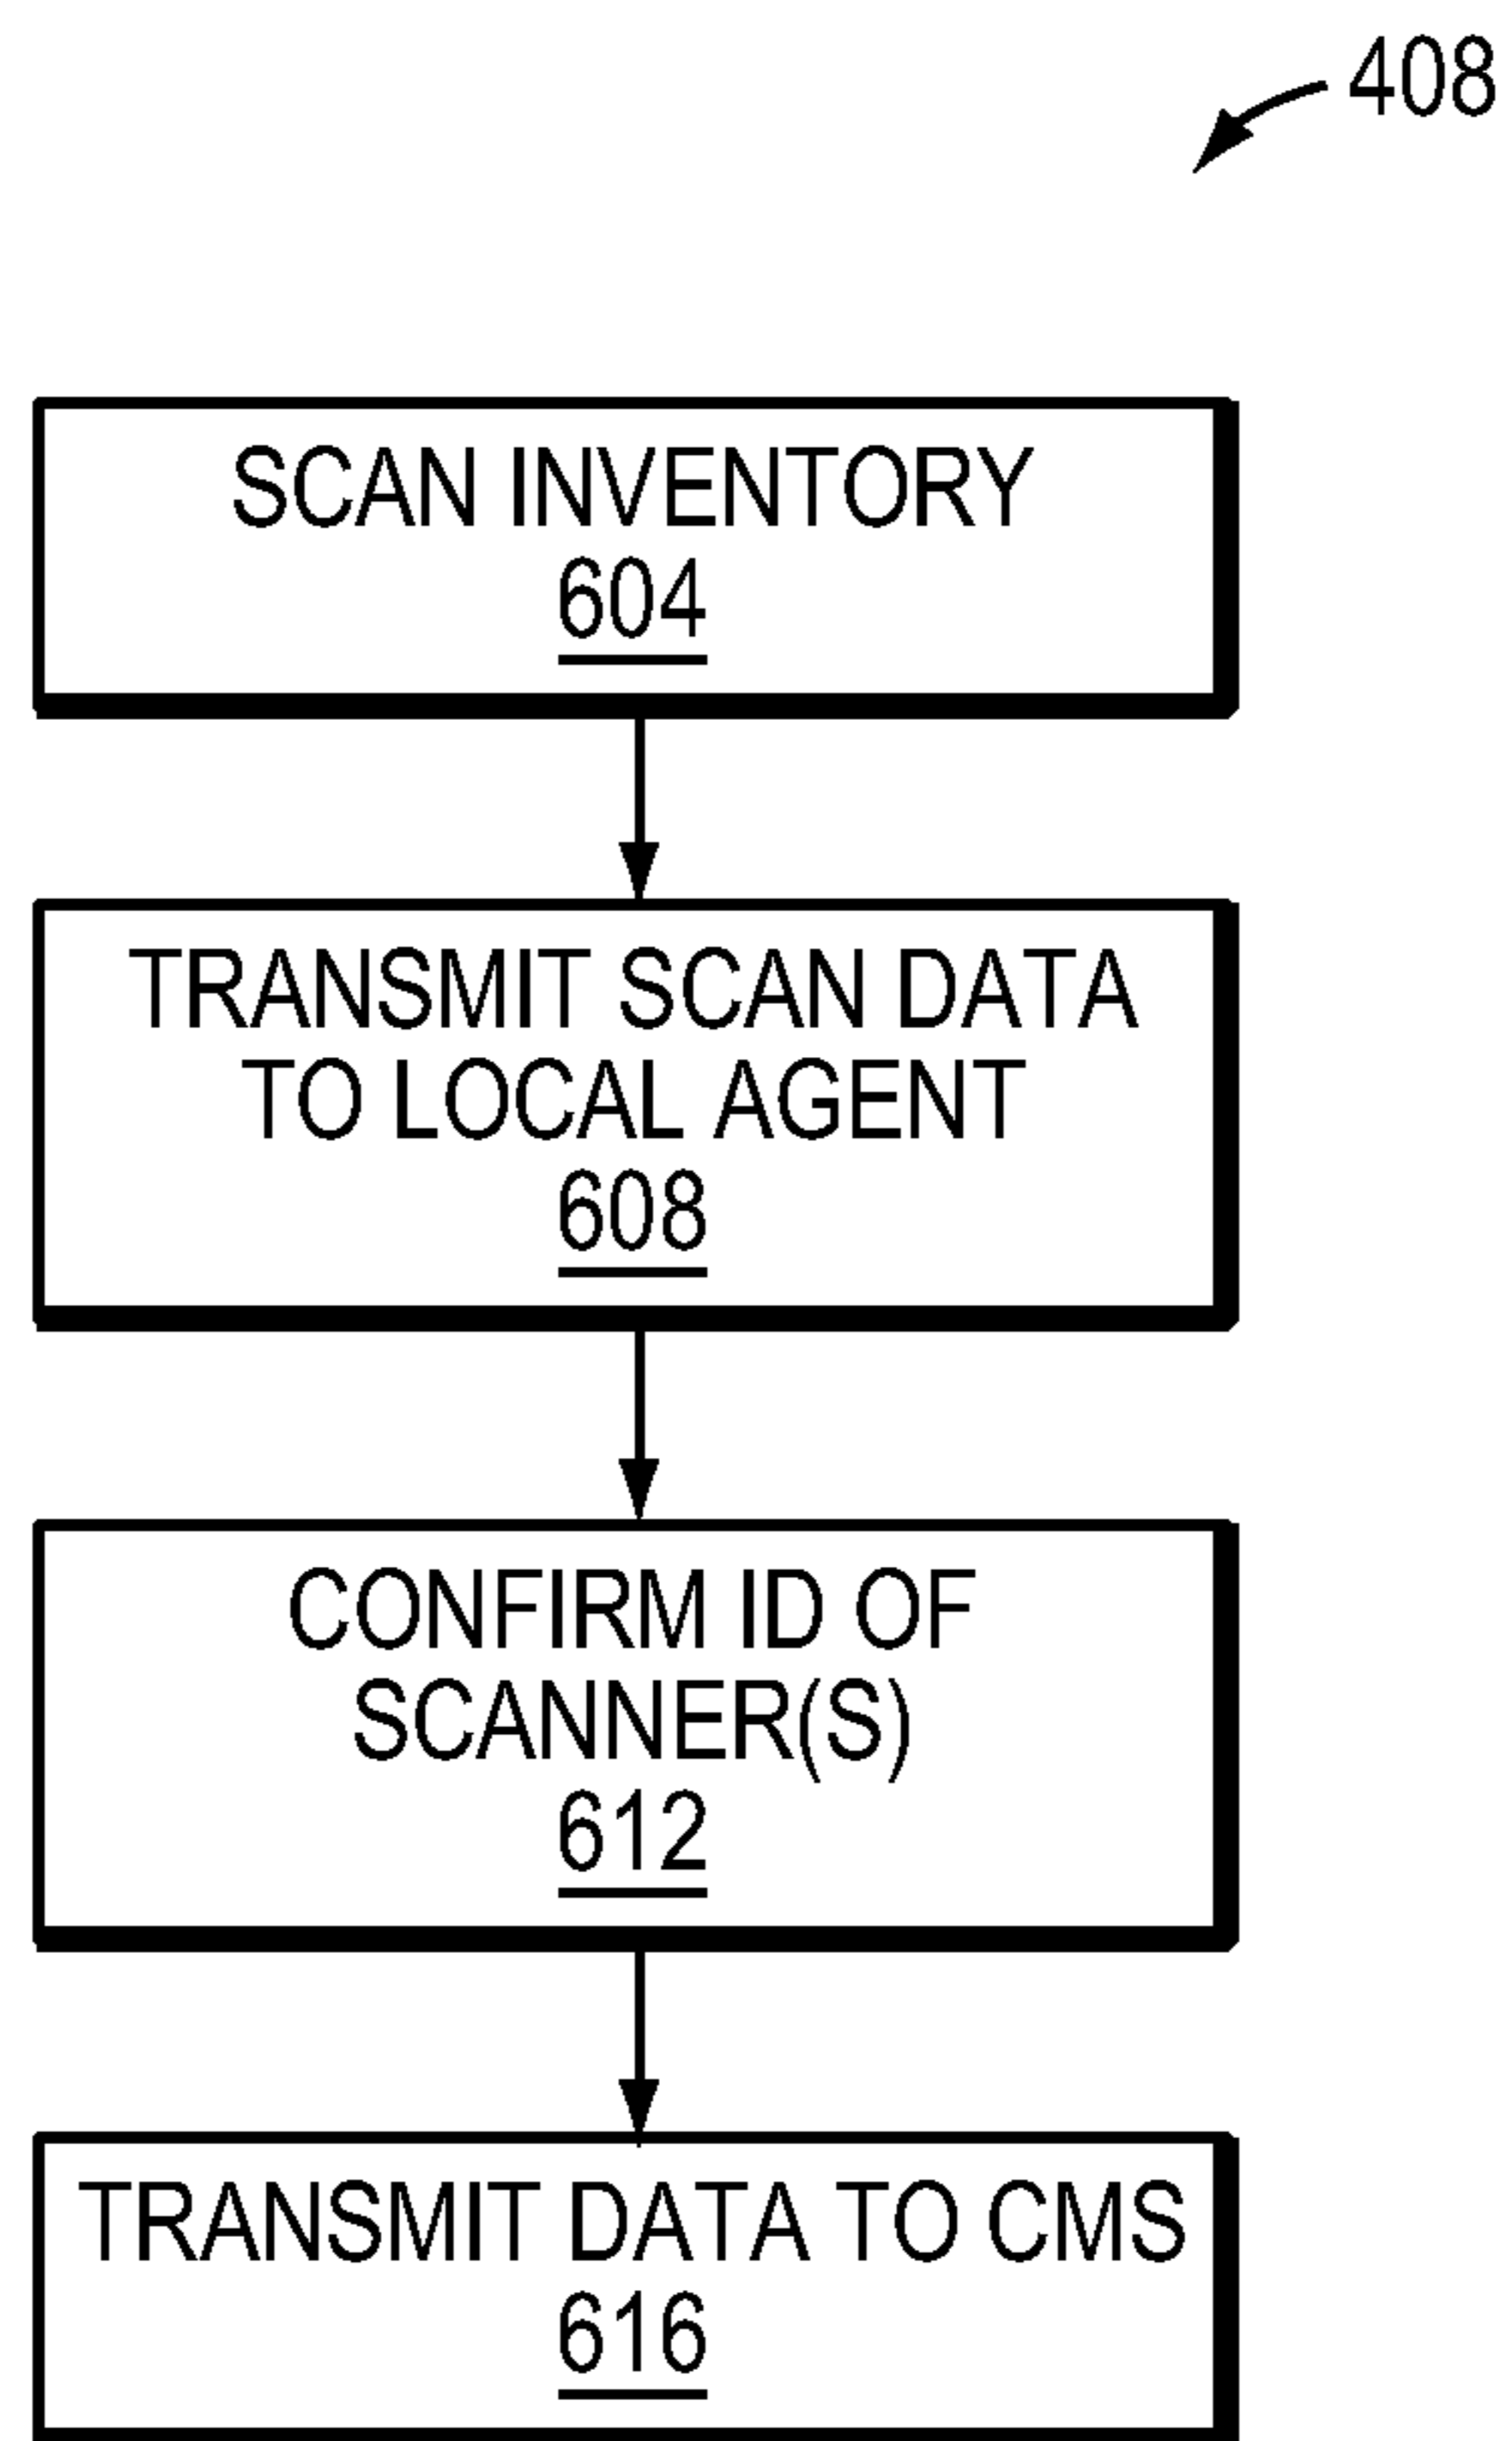 408
SCAN INVENTORY
604
TRANSMIT SCAN DATA
TO LOCAL AGENT
608
CONFIRM ID OF
SCANNER(S)
612
TRANSMIT DATA TO CMS
616